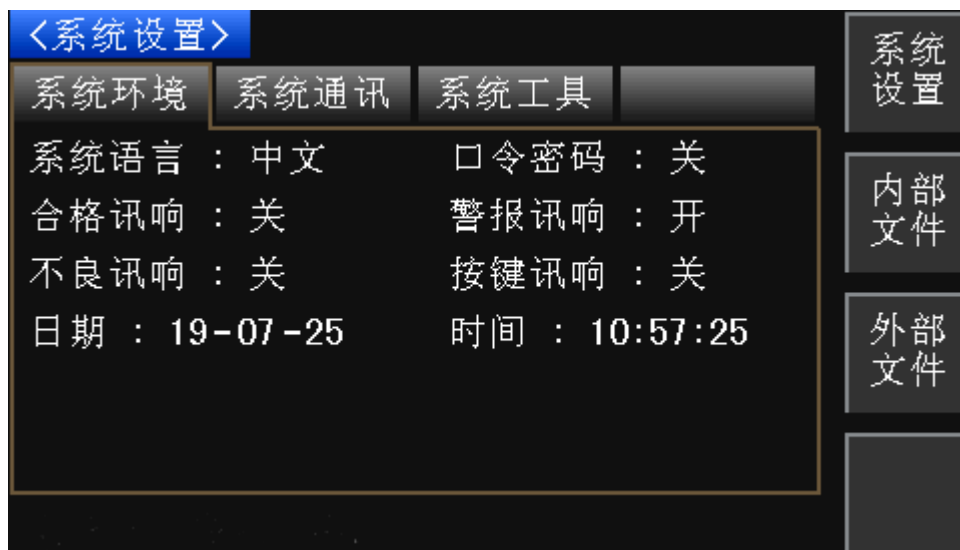 <系统设置>
系统环境 系统通讯 系统工具
系统语言 : 中文 口令密码 : 关
合格讯响 : 关 警报讯响 : 开
不良讯响 : 关 按键讯响 : 关
日期 : 19-07-25 时间 : 10:57:25
系统
设置
内部
文件
外部
文件